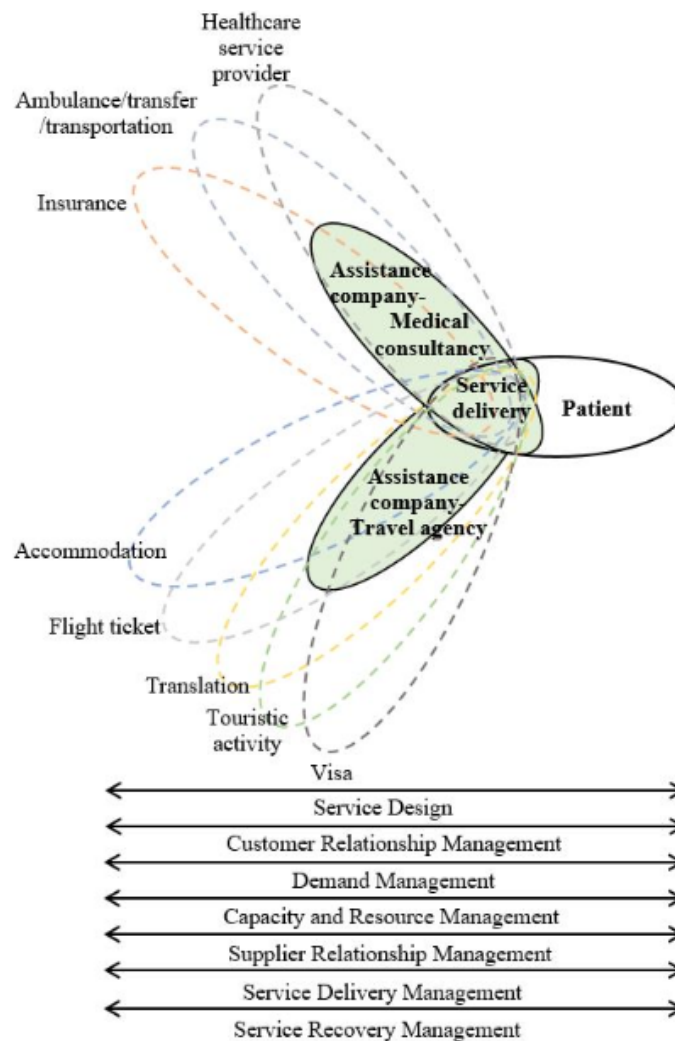 Healthcare
service
provider
Ambulance/transfer
/transportation
Insurance
Assistance
company-
Medical
consultancy
Service
delivery
Patient
Assistance
company-
Travel agency
Accommodation
Flight ticket
Translation
Touristic
activity
Visa
Service Design
Customer Relationship Management
Demand Management
Capacity and Resource Management
Supplier Relationship Management
Service Delivery Management
Service Recovery Management